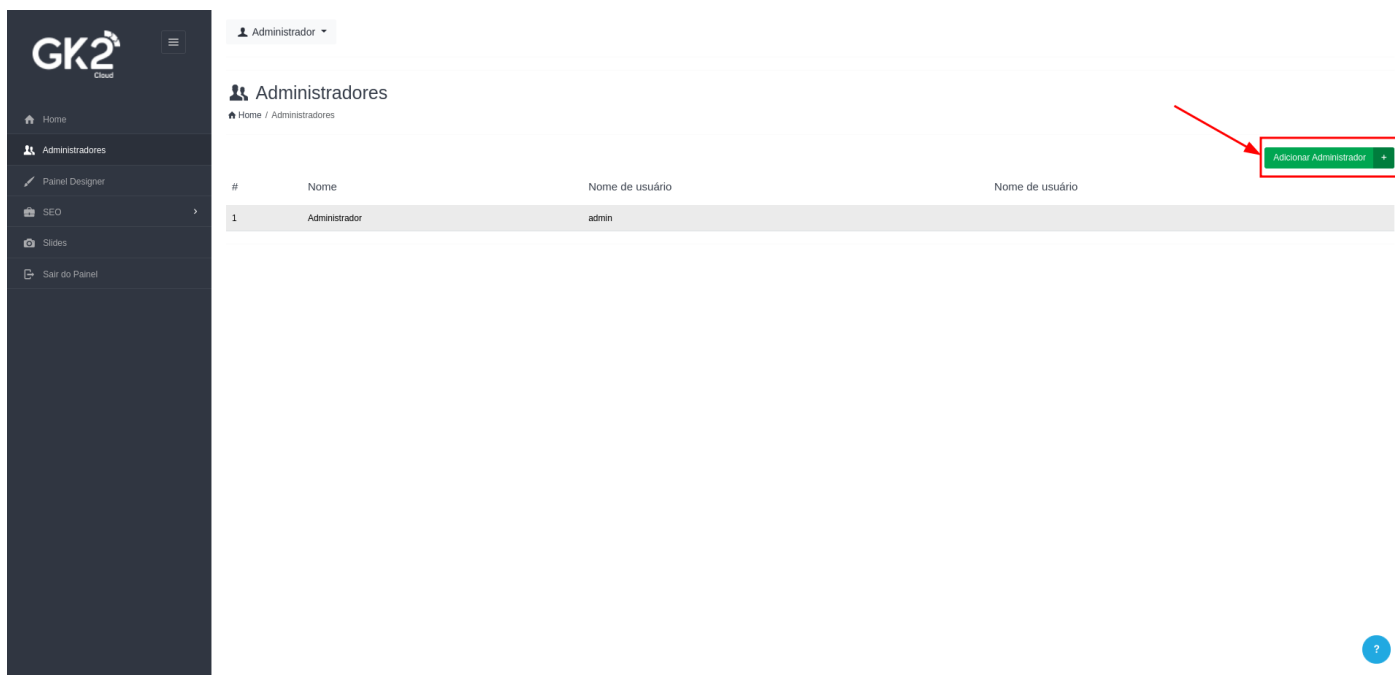 GK2
Cloud
Home
Administradores
Painel Designer
SEO
Slides
Sair do Painel
Administrador
Administradores
Home / Administradores
Adicionar Administrador +
# Nome Nome de usuário Nome de usuário
1 Administrador admin
?